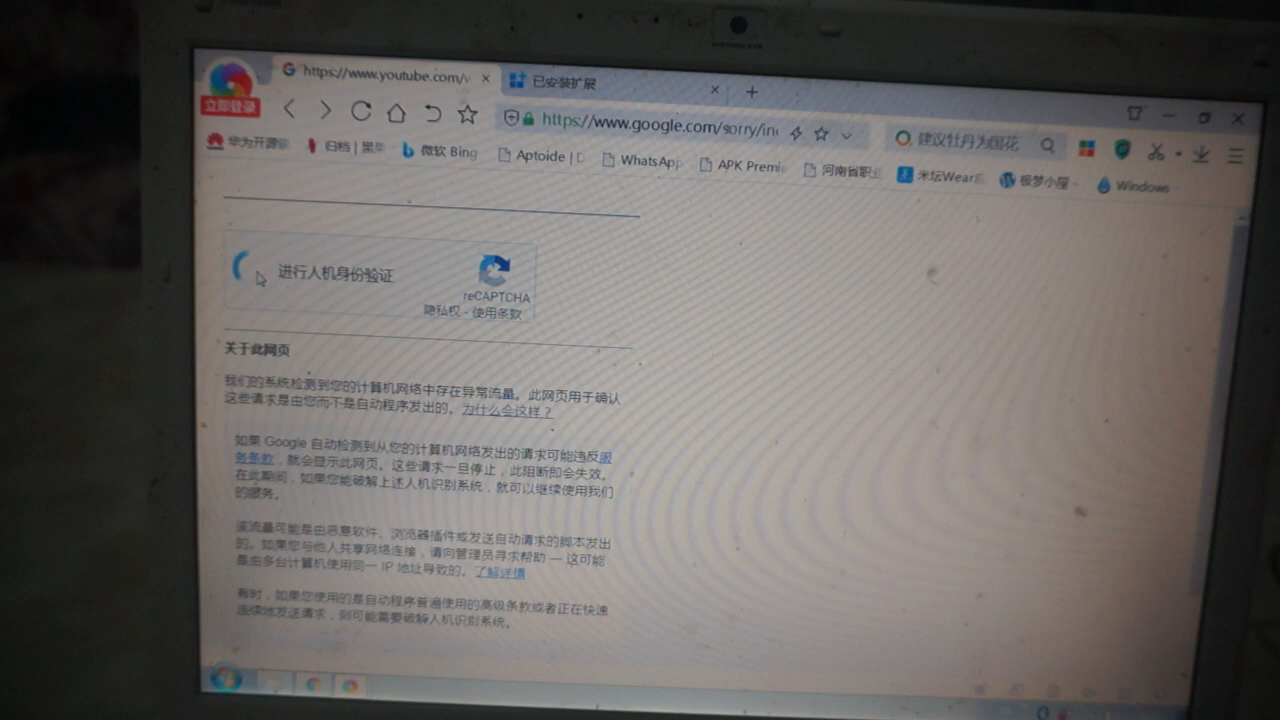 https://www.youtube.com/v
已安装扩展
立即登录
https://www.google.com/sorry/in
建议牡丹为国花
华为开源
归档 | 黑
微软 Bing
Aptoide |
WhatsApp
APK Premi
河南省职
米坛Wear
极梦小屋 -
Windows
进行人机身份验证
reCAPTCHA
隐私权 - 使用条款
关于此网页
我们的系统检测到您的计算机网络中存在异常流量。此网页用于确认
这些请求是由您而不是自动程序发出的。为什么会这样？
如果 Google 自动检测到从您的计算机网络发出的请求可能违反服
务条款，就会显示此网页。这些请求一旦停止，此阻断即会失效。
在此期间，如果您能破解上述人机识别系统，就可以继续使用我们
的服务。
该流量可能是由恶意软件、浏览器插件或发送自动请求的脚本发出
的。如果您与他人共享网络连接，请向管理员寻求帮助 — 这可能
是由多台计算机使用同一 IP 地址导致的。了解详情
有时，如果您使用的是自动程序普遍使用的高级条款或者正在快速
连续地发送请求，则可能需要破解人机识别系统。